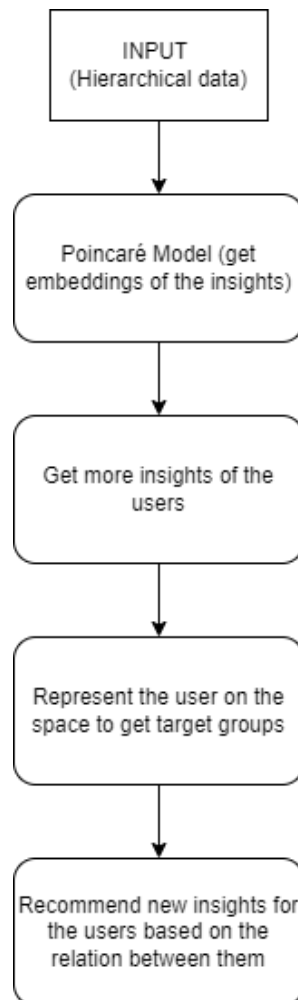 INPUT
(Hierarchical data)
Poincaré Model (get
embeddings of the insights)
Get more insights of the
users
Represent the user on the
space to get target groups
Recommend new insights for
the users based on the
relation between them